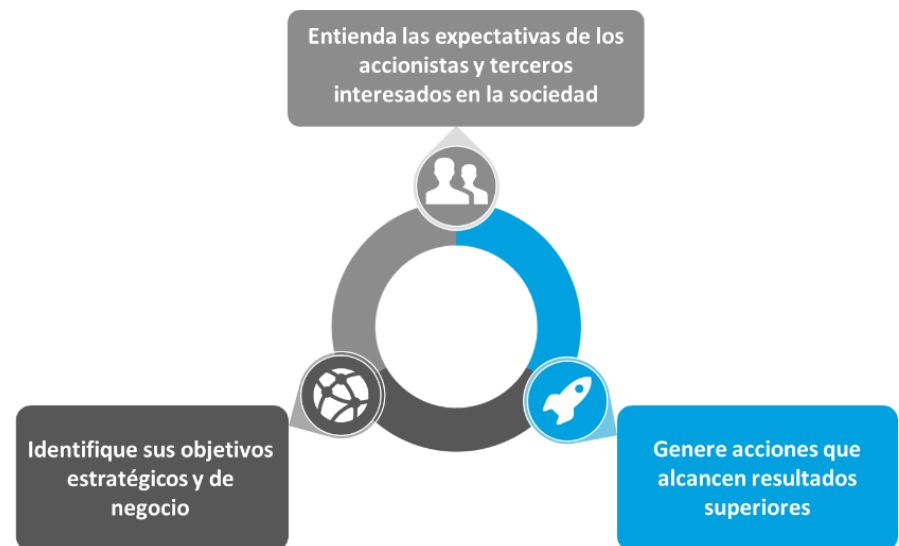 Entienda las expectativas de los
accionistas y terceros
interesados en la sociedad
Identifique sus objetivos
estratégicos y de
negocio
Genere acciones que
alcancen resultados
superiores